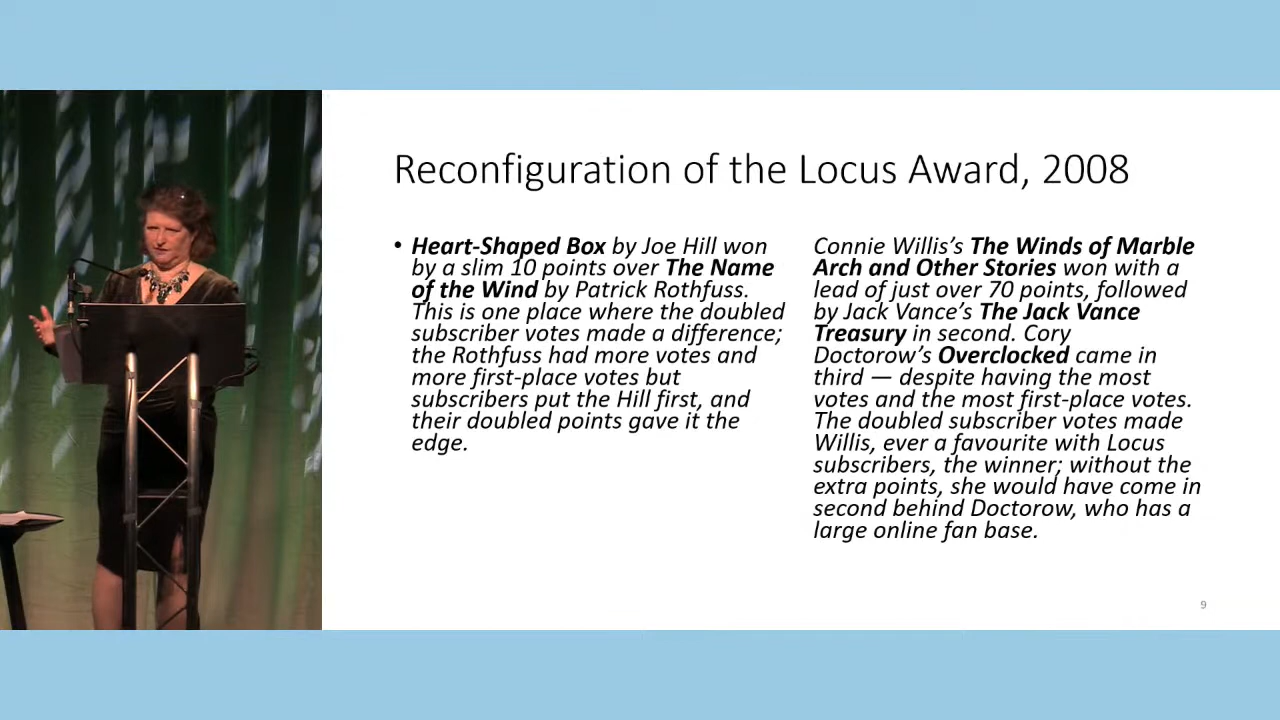 Reconfiguration of the Locus Award, 2008
• Heart-Shaped Box by Joe Hill won
by a slim 10 points over The Name
of the Wind by Patrick Rothfuss.
This is one place where the doubled
subscriber votes made a difference;
the Rothfuss had more votes and
more first-place votes but
subscribers put the Hill first, and
their doubled points gave it the
edge.
Connie Willis’s The Winds of Marble
Arch and Other Stories won with a
lead of just over 70 points, followed
by Jack Vance’s The Jack Vance
Treasury in second. Cory
Doctorow’s Overclocked came in
third — despite having the most
votes and the most first-place votes.
The doubled subscriber votes made
Willis, ever a favourite with Locus
subscribers, the winner; without the
extra points, she would have come in
second behind Doctorow, who has a
large online fan base.
9